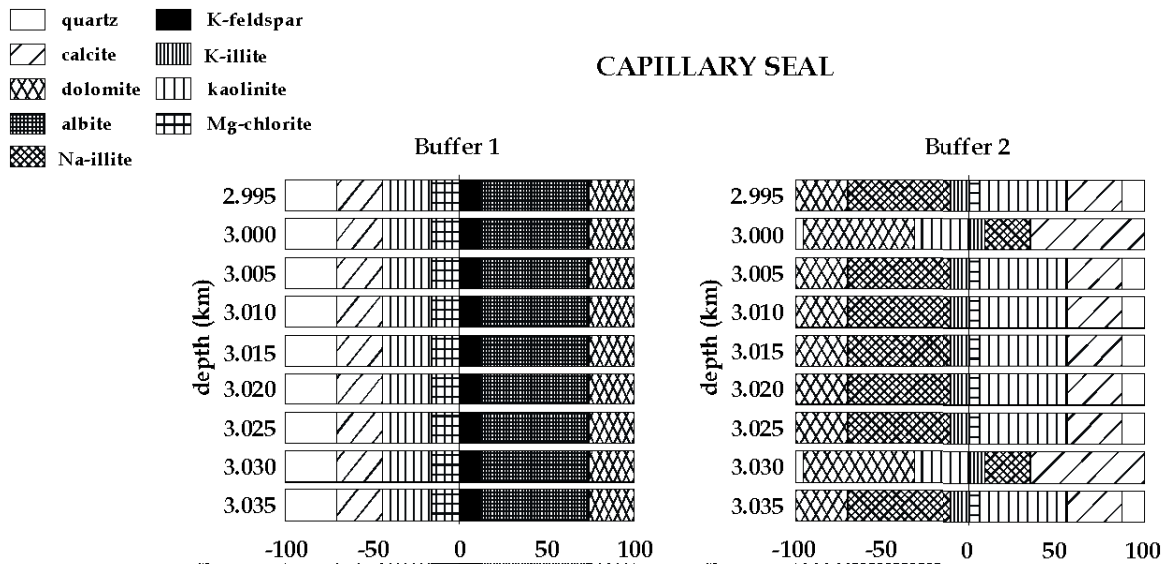 quartz
K-feldspar
calcite
K-illite
dolomite
kaolinite
albite
Mg-chlorite
Na-illite
CAPILLARY SEAL
Buffer 1
depth (km)
2.995
3.000
3.005
3.010
3.015
3.020
3.025
3.030
3.035
-100 -50 0 50 100
Buffer 2
depth (km)
2.995
3.000
3.005
3.010
3.015
3.020
3.025
3.030
3.035
-100 -50 0 50 100